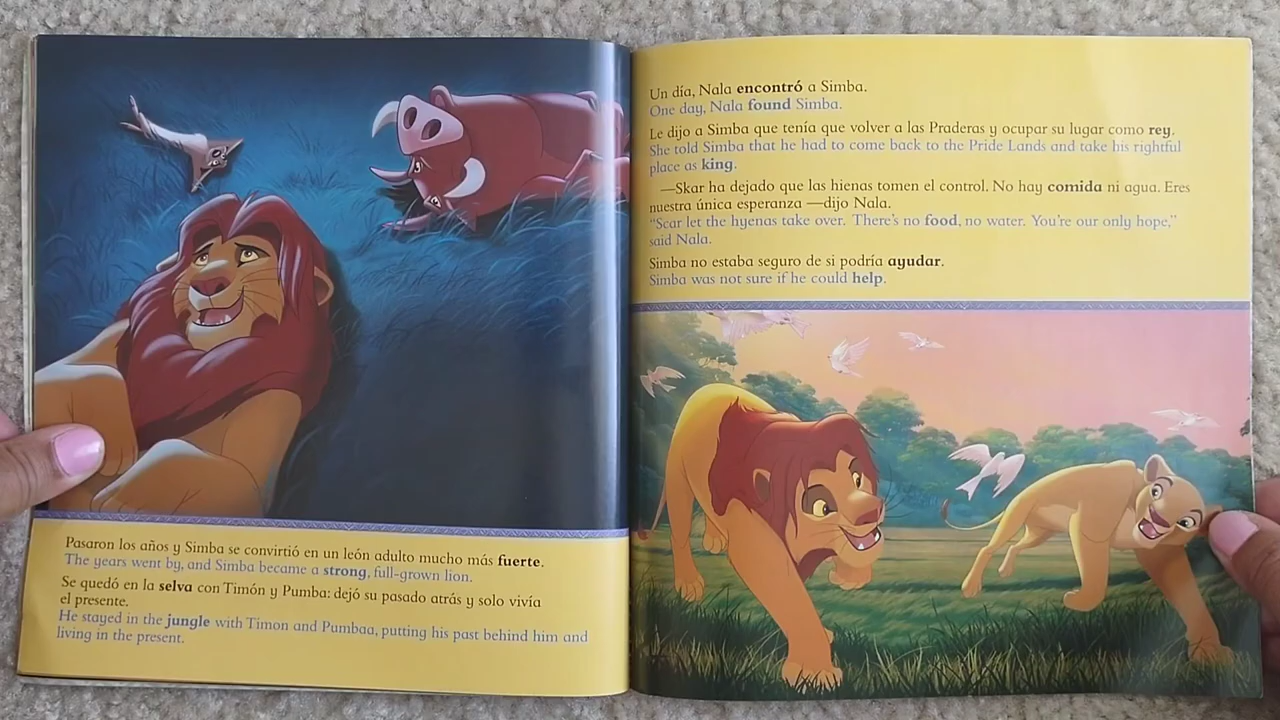 Pasaron los años y Simba se convirtió en un león adulto mucho más fuerte.
The years went by, and Simba became a strong, full-grown lion.
Se quedó en la selva con Timón y Pumba: dejó su pasado atrás y solo vivía
el presente.
He stayed in the jungle with Timon and Pumbaa, putting his past behind him and
living in the present.
Un día, Nala encontró a Simba.
One day, Nala found Simba.
Le dijo a Simba que tenía que volver a las Praderas y ocupar su lugar como rey.
She told Simba that he had to come back to the Pride Lands and take his rightful
place as king.
—Skar ha dejado que las hienas tomen el control. No hay comida ni agua. Eres
nuestra única esperanza —dijo Nala.
“Scar let the hyenas take over. There’s no food, no water. You’re our only hope,”
said Nala.
Simba no estaba seguro de si podría ayudar.
Simba was not sure if he could help.